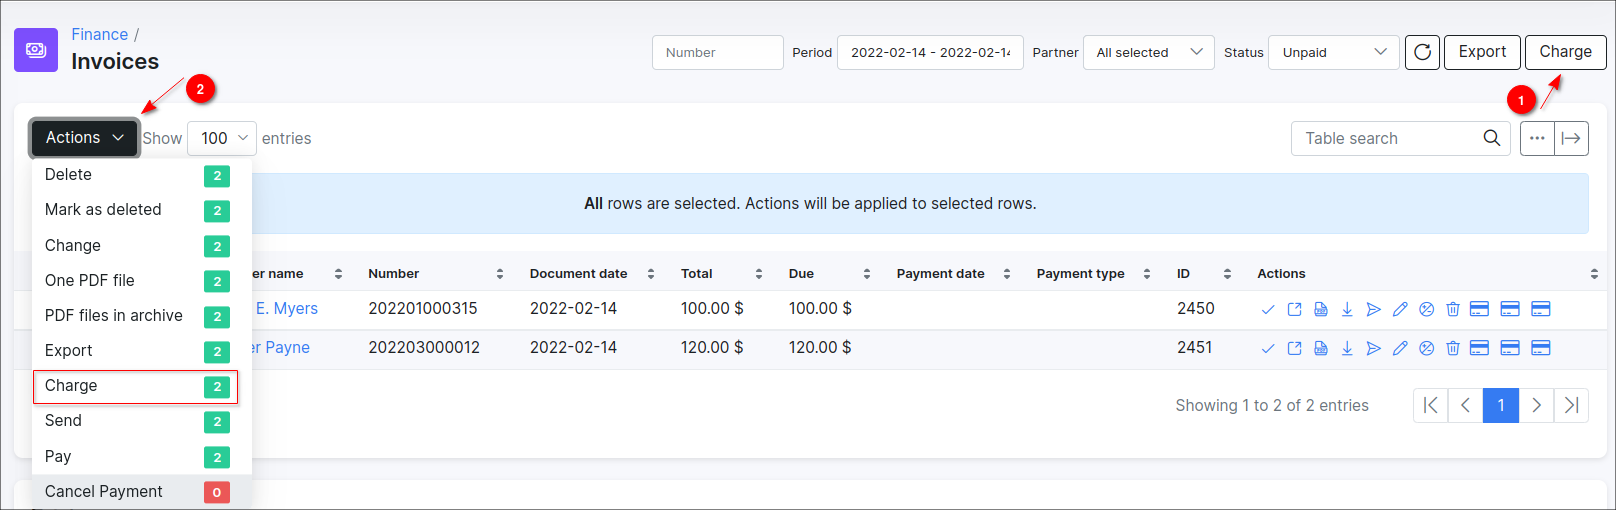 Finance /
Invoices
Number
Period
2022-02-14 - 2022-02-14
Partner
All selected
Status
Unpaid
Export
Charge
2
1
Actions
Show
100
entries
Table search
Delete 2
Mark as deleted 2
Change 2
One PDF file 2
PDF files in archive 2
Export 2
Charge 2
Send 2
Pay 2
Cancel Payment 0
All rows are selected. Actions will be applied to selected rows.
name Number Document date Total Due Payment date Payment type ID Actions
E. Myers 202201000315 2022-02-14 100.00 $ 100.00 $ 2450
Payne 202203000012 2022-02-14 120.00 $ 120.00 $ 2451
Showing 1 to 2 of 2 entries
1